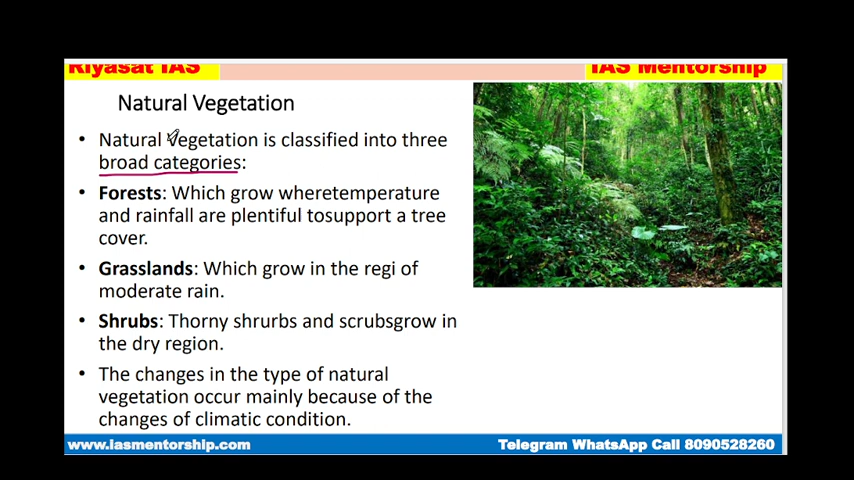 Riyasat IAS
IAS Mentorship
Natural Vegetation
• Natural Vegetation is classified into three
broad categories:
• Forests: Which grow wheretemperature
and rainfall are plentiful tosupport a tree
cover.
• Grasslands: Which grow in the regi of
moderate rain.
• Shrubs: Thorny shrurbs and scrubsgrow in
the dry region.
• The changes in the type of natural
vegetation occur mainly because of the
changes of climatic condition.
www.iasmentorship.com
Telegram WhatsApp Call 8090528260